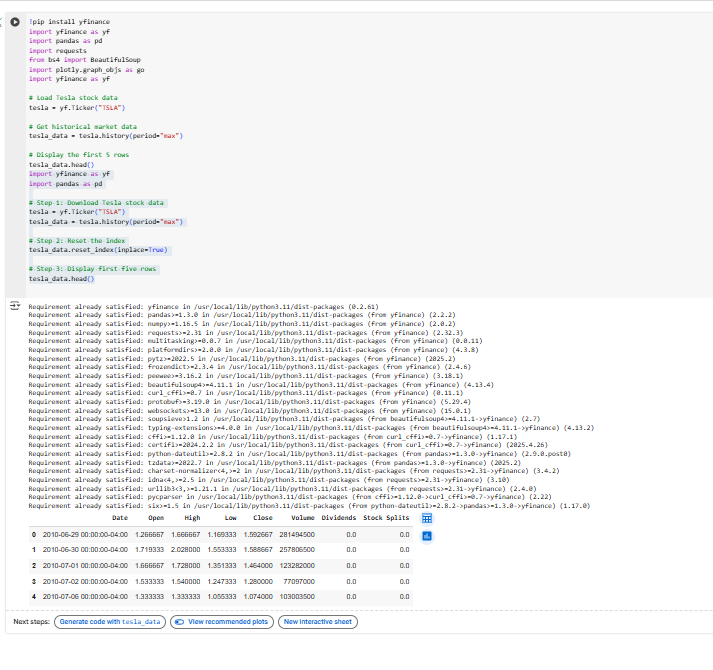 !pip install yfinance
import yfinance as yf
import pandas as pd
import requests
from bs4 import BeautifulSoup
import plotly.graph_objs as go
import yfinance as yf
# Load Tesla stock data
tesla = yf.Ticker("TSLA")
# Get historical market data
tesla_data = tesla.history(period="max")
# Display the first 5 rows
tesla_data.head()
import yfinance as yf
import pandas as pd
# Step 1: Download Tesla stock data
tesla = yf.Ticker("TSLA")
tesla_data = tesla.history(period="max")
# Step 2: Reset the index
tesla_data.reset_index(inplace=True)
# Step 3: Display first five rows
tesla_data.head()
Requirement already satisfied: yfinance in /usr/local/lib/python3.11/dist-packages (0.2.61)
Requirement already satisfied: pandas>=1.3.0 in /usr/local/lib/python3.11/dist-packages (from yfinance) (2.2.2)
Requirement already satisfied: numpy>=1.16.5 in /usr/local/lib/python3.11/dist-packages (from yfinance) (2.0.2)
Requirement already satisfied: requests>=2.31 in /usr/local/lib/python3.11/dist-packages (from yfinance) (2.32.3)
Requirement already satisfied: multitasking>=0.0.7 in /usr/local/lib/python3.11/dist-packages (from yfinance) (0.0.11)
Requirement already satisfied: platformdirs>=2.0.0 in /usr/local/lib/python3.11/dist-packages (from yfinance) (4.3.8)
Requirement already satisfied: pytz>=2022.5 in /usr/local/lib/python3.11/dist-packages (from yfinance) (2025.2)
Requirement already satisfied: frozendict>=2.3.4 in /usr/local/lib/python3.11/dist-packages (from yfinance) (2.4.6)
Requirement already satisfied: peewee>=3.16.2 in /usr/local/lib/python3.11/dist-packages (from yfinance) (3.18.1)
Requirement already satisfied: beautifulsoup4>=4.11.1 in /usr/local/lib/python3.11/dist-packages (from yfinance) (4.13.4)
Requirement already satisfied: curl_cffi>=0.7 in /usr/local/lib/python3.11/dist-packages (from yfinance) (0.11.1)
Requirement already satisfied: protobuf>=3.19.0 in /usr/local/lib/python3.11/dist-packages (from yfinance) (5.29.4)
Requirement already satisfied: websockets>=13.0 in /usr/local/lib/python3.11/dist-packages (from yfinance) (15.0.1)
Requirement already satisfied: soupsieve>1.2 in /usr/local/lib/python3.11/dist-packages (from beautifulsoup4>=4.11.1->yfinance) (2.7)
Requirement already satisfied: typing-extensions>=4.0.0 in /usr/local/lib/python3.11/dist-packages (from beautifulsoup4>=4.11.1->yfinance) (4.13.2)
Requirement already satisfied: cffi>=1.12.0 in /usr/local/lib/python3.11/dist-packages (from curl_cffi>=0.7->yfinance) (1.17.1)
Requirement already satisfied: certifi>=2024.2.2 in /usr/local/lib/python3.11/dist-packages (from curl_cffi>=0.7->yfinance) (2025.4.26)
Requirement already satisfied: python-dateutil>=2.8.2 in /usr/local/lib/python3.11/dist-packages (from pandas>=1.3.0->yfinance) (2.9.0.post0)
Requirement already satisfied: tzdata>=2022.7 in /usr/local/lib/python3.11/dist-packages (from pandas>=1.3.0->yfinance) (2025.2)
Requirement already satisfied: charset-normalizer<4,>=2 in /usr/local/lib/python3.11/dist-packages (from requests>=2.31->yfinance) (3.4.2)
Requirement already satisfied: idna<4,>=2.5 in /usr/local/lib/python3.11/dist-packages (from requests>=2.31->yfinance) (3.10)
Requirement already satisfied: urllib3<3,>=1.21.1 in /usr/local/lib/python3.11/dist-packages (from requests>=2.31->yfinance) (2.4.0)
Requirement already satisfied: pycparser in /usr/local/lib/python3.11/dist-packages (from cffi>=1.12.0->curl_cffi>=0.7->yfinance) (2.22)
Requirement already satisfied: six>=1.5 in /usr/local/lib/python3.11/dist-packages (from python-dateutil>=2.8.2->pandas>=1.3.0->yfinance) (1.17.0)
Date Open High Low Close Volume Dividends Stock Splits
0 2010-06-29 00:00:00-04:00 1.266667 1.666667 1.169333 1.592667 281494500 0.0 0.0
1 2010-06-30 00:00:00-04:00 1.719333 2.028000 1.553333 1.588667 257806500 0.0 0.0
2 2010-07-01 00:00:00-04:00 1.666667 1.728000 1.351333 1.464000 123282000 0.0 0.0
3 2010-07-02 00:00:00-04:00 1.533333 1.540000 1.247333 1.280000 77097000 0.0 0.0
4 2010-07-06 00:00:00-04:00 1.333333 1.333333 1.055333 1.074000 103003500 0.0 0.0
Next steps: Generate code with tesla_data View recommended plots New interactive sheet